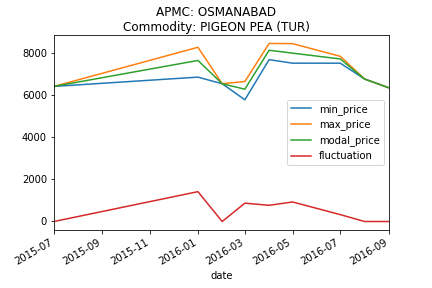 APMC: OSMANABAD
Commodity: PIGEON PEA (TUR)
8000
6000
4000
2000
0
min_price
max_price
modal_price
fluctuation
2015-07
2015-09
2015-11
2016-01
2016-03
2016-05
2016-07
2016-09
date